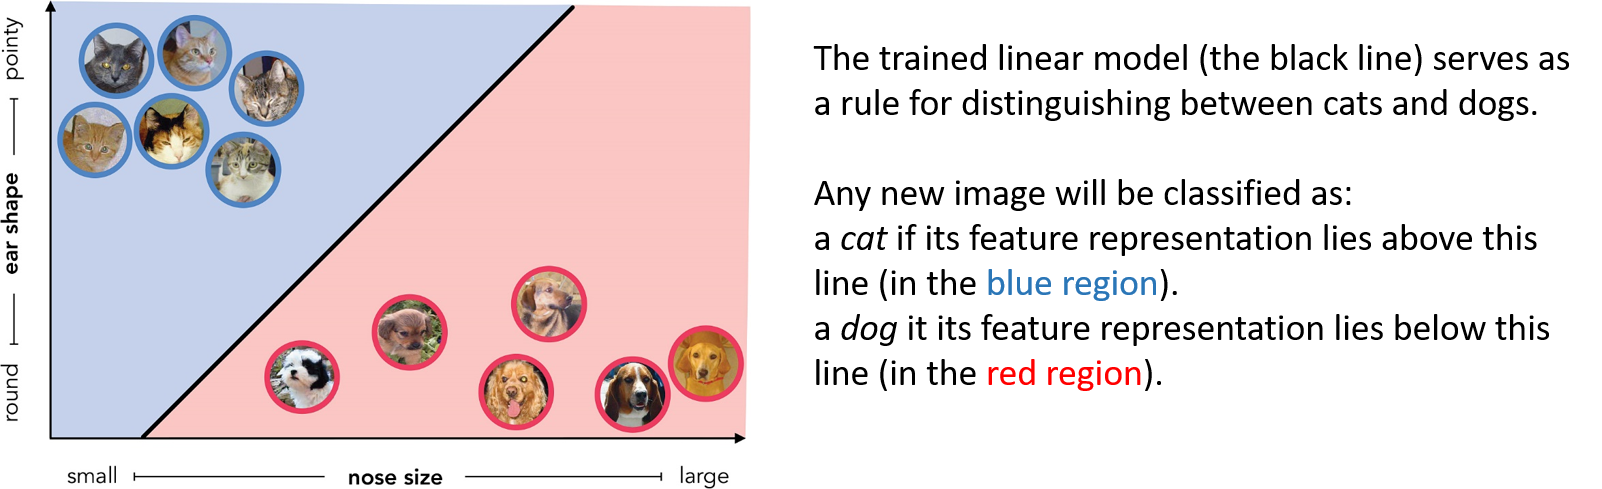 pointy
ear shape
round
small
nose size
large
The trained linear model (the black line) serves as
a rule for distinguishing between cats and dogs.
Any new image will be classified as:
a cat if its feature representation lies above this
line (in the blue region).
a dog it its feature representation lies below this
line (in the red region).